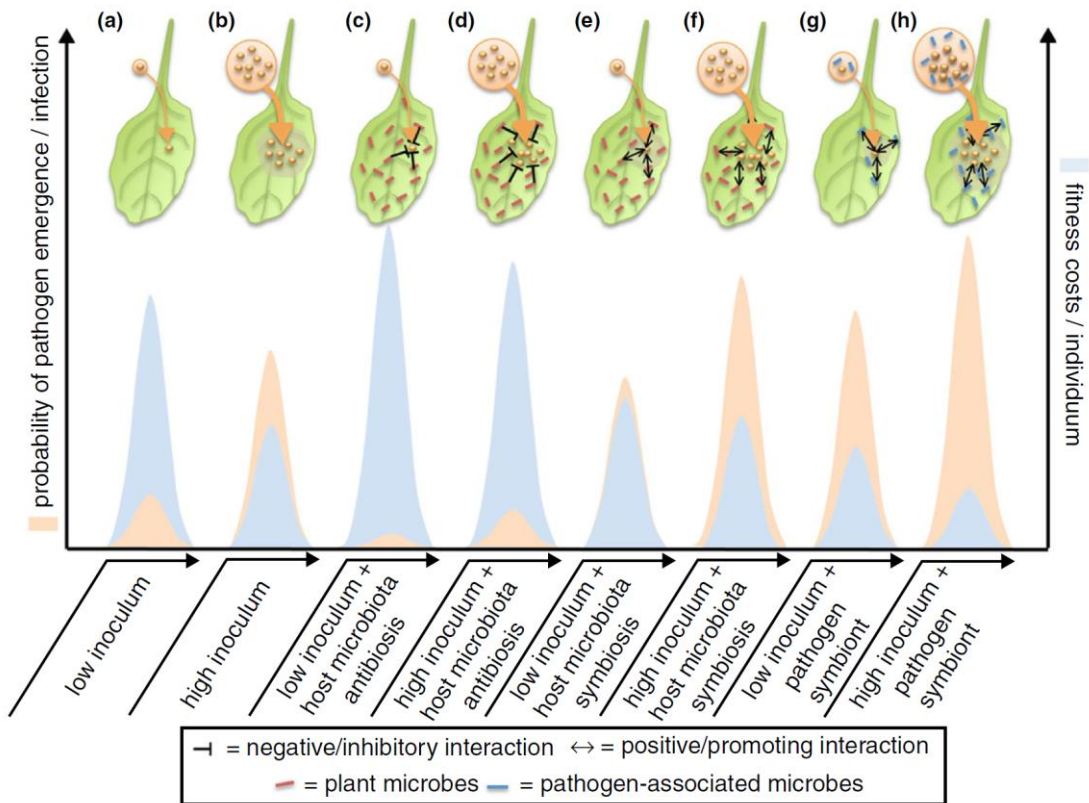 (a)
(b)
(c)
(d)
(e)
(f)
(g)
(h)
probability of pathogen emergence / infection
fitness costs / individuum
low inoculum
high inoculum
low inoculum +
host microbiota
antibiosis
high inoculum +
host microbiota
antibiosis
low inoculum +
host microbiota
symbiosis
high inoculum +
host microbiota
symbiosis
low inoculum +
pathogen
symbiont
high inoculum +
pathogen
symbiont
= negative/inhibitory interaction
= positive/promoting interaction
= plant microbes
= pathogen-associated microbes